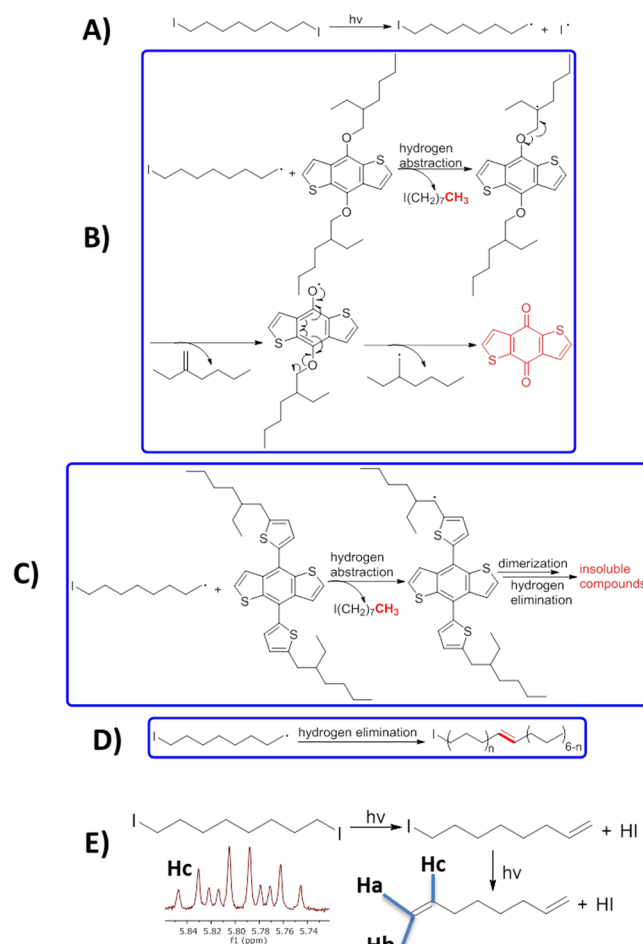 A)
I
I
hν
I
+ I•
B)
I
+
O
S
S
O
hydrogen
abstraction
I(CH2)7CH3
O
S
S
O
O
S
S
O
O
S
S
O
C)
I
+
S
S
S
S
hydrogen
abstraction
I(CH2)7CH3
S
S
S
S
dimerization
hydrogen
elimination
insoluble
compounds
D)
I
hydrogen elimination
I
n
6-n
E)
I
I
hν
I
+ HI
hν
Hc
5.84 5.82 5.80 5.78 5.76 5.74
f1 (ppm)
Ha
Hc
+ HI
Hb